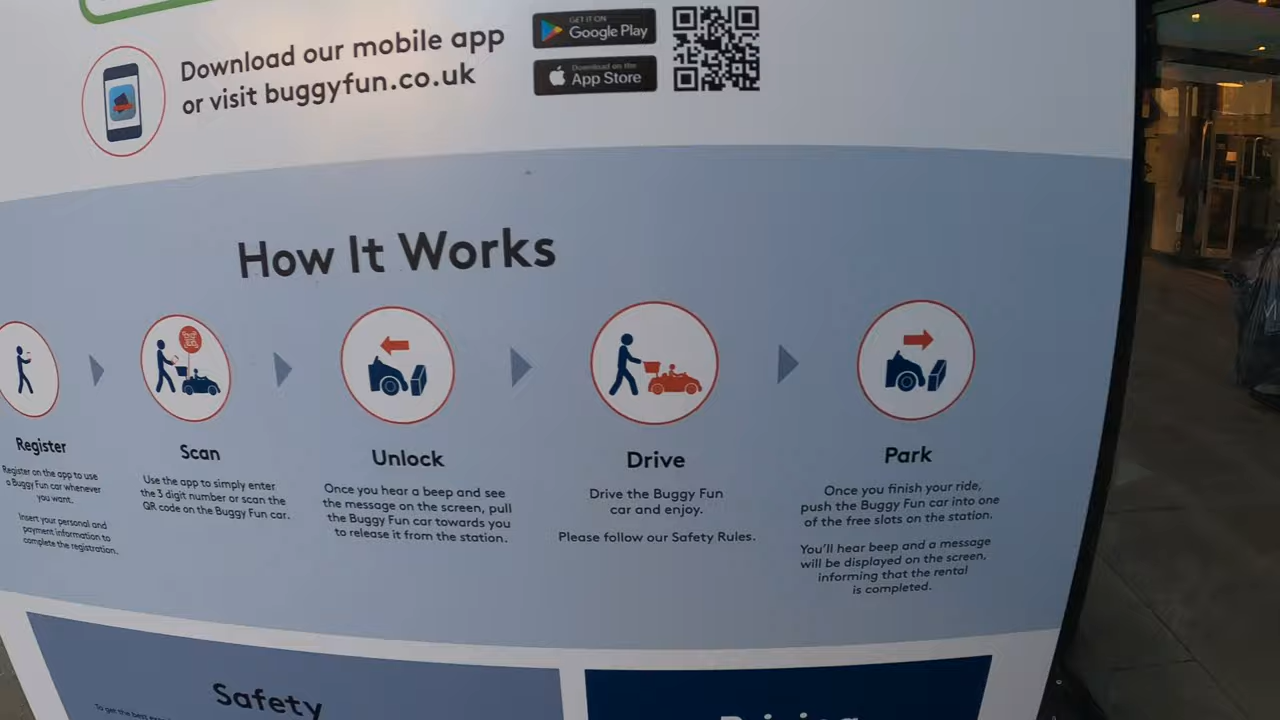 Download our mobile app
or visit buggyfun.co.uk
GET IT ON
Google Play
Download on the
App Store
How It Works
Register
Register on the app to use
a Buggy Fun car whenever
you want.
Insert your personal and
payment information to
complete the registration.
Scan
Use the app to simply enter
the 3 digit number or scan the
QR code on the Buggy Fun car.
Unlock
Once you hear a beep and see
the message on the screen, pull
the Buggy Fun car towards you
to release it from the station.
Drive
Drive the Buggy Fun
car and enjoy.
Please follow our Safety Rules.
Park
Once you finish your ride,
push the Buggy Fun car into one
of the free slots on the station.
You'll hear beep and a message
will be displayed on the screen,
informing that the rental
is completed.
Safety
To get the best